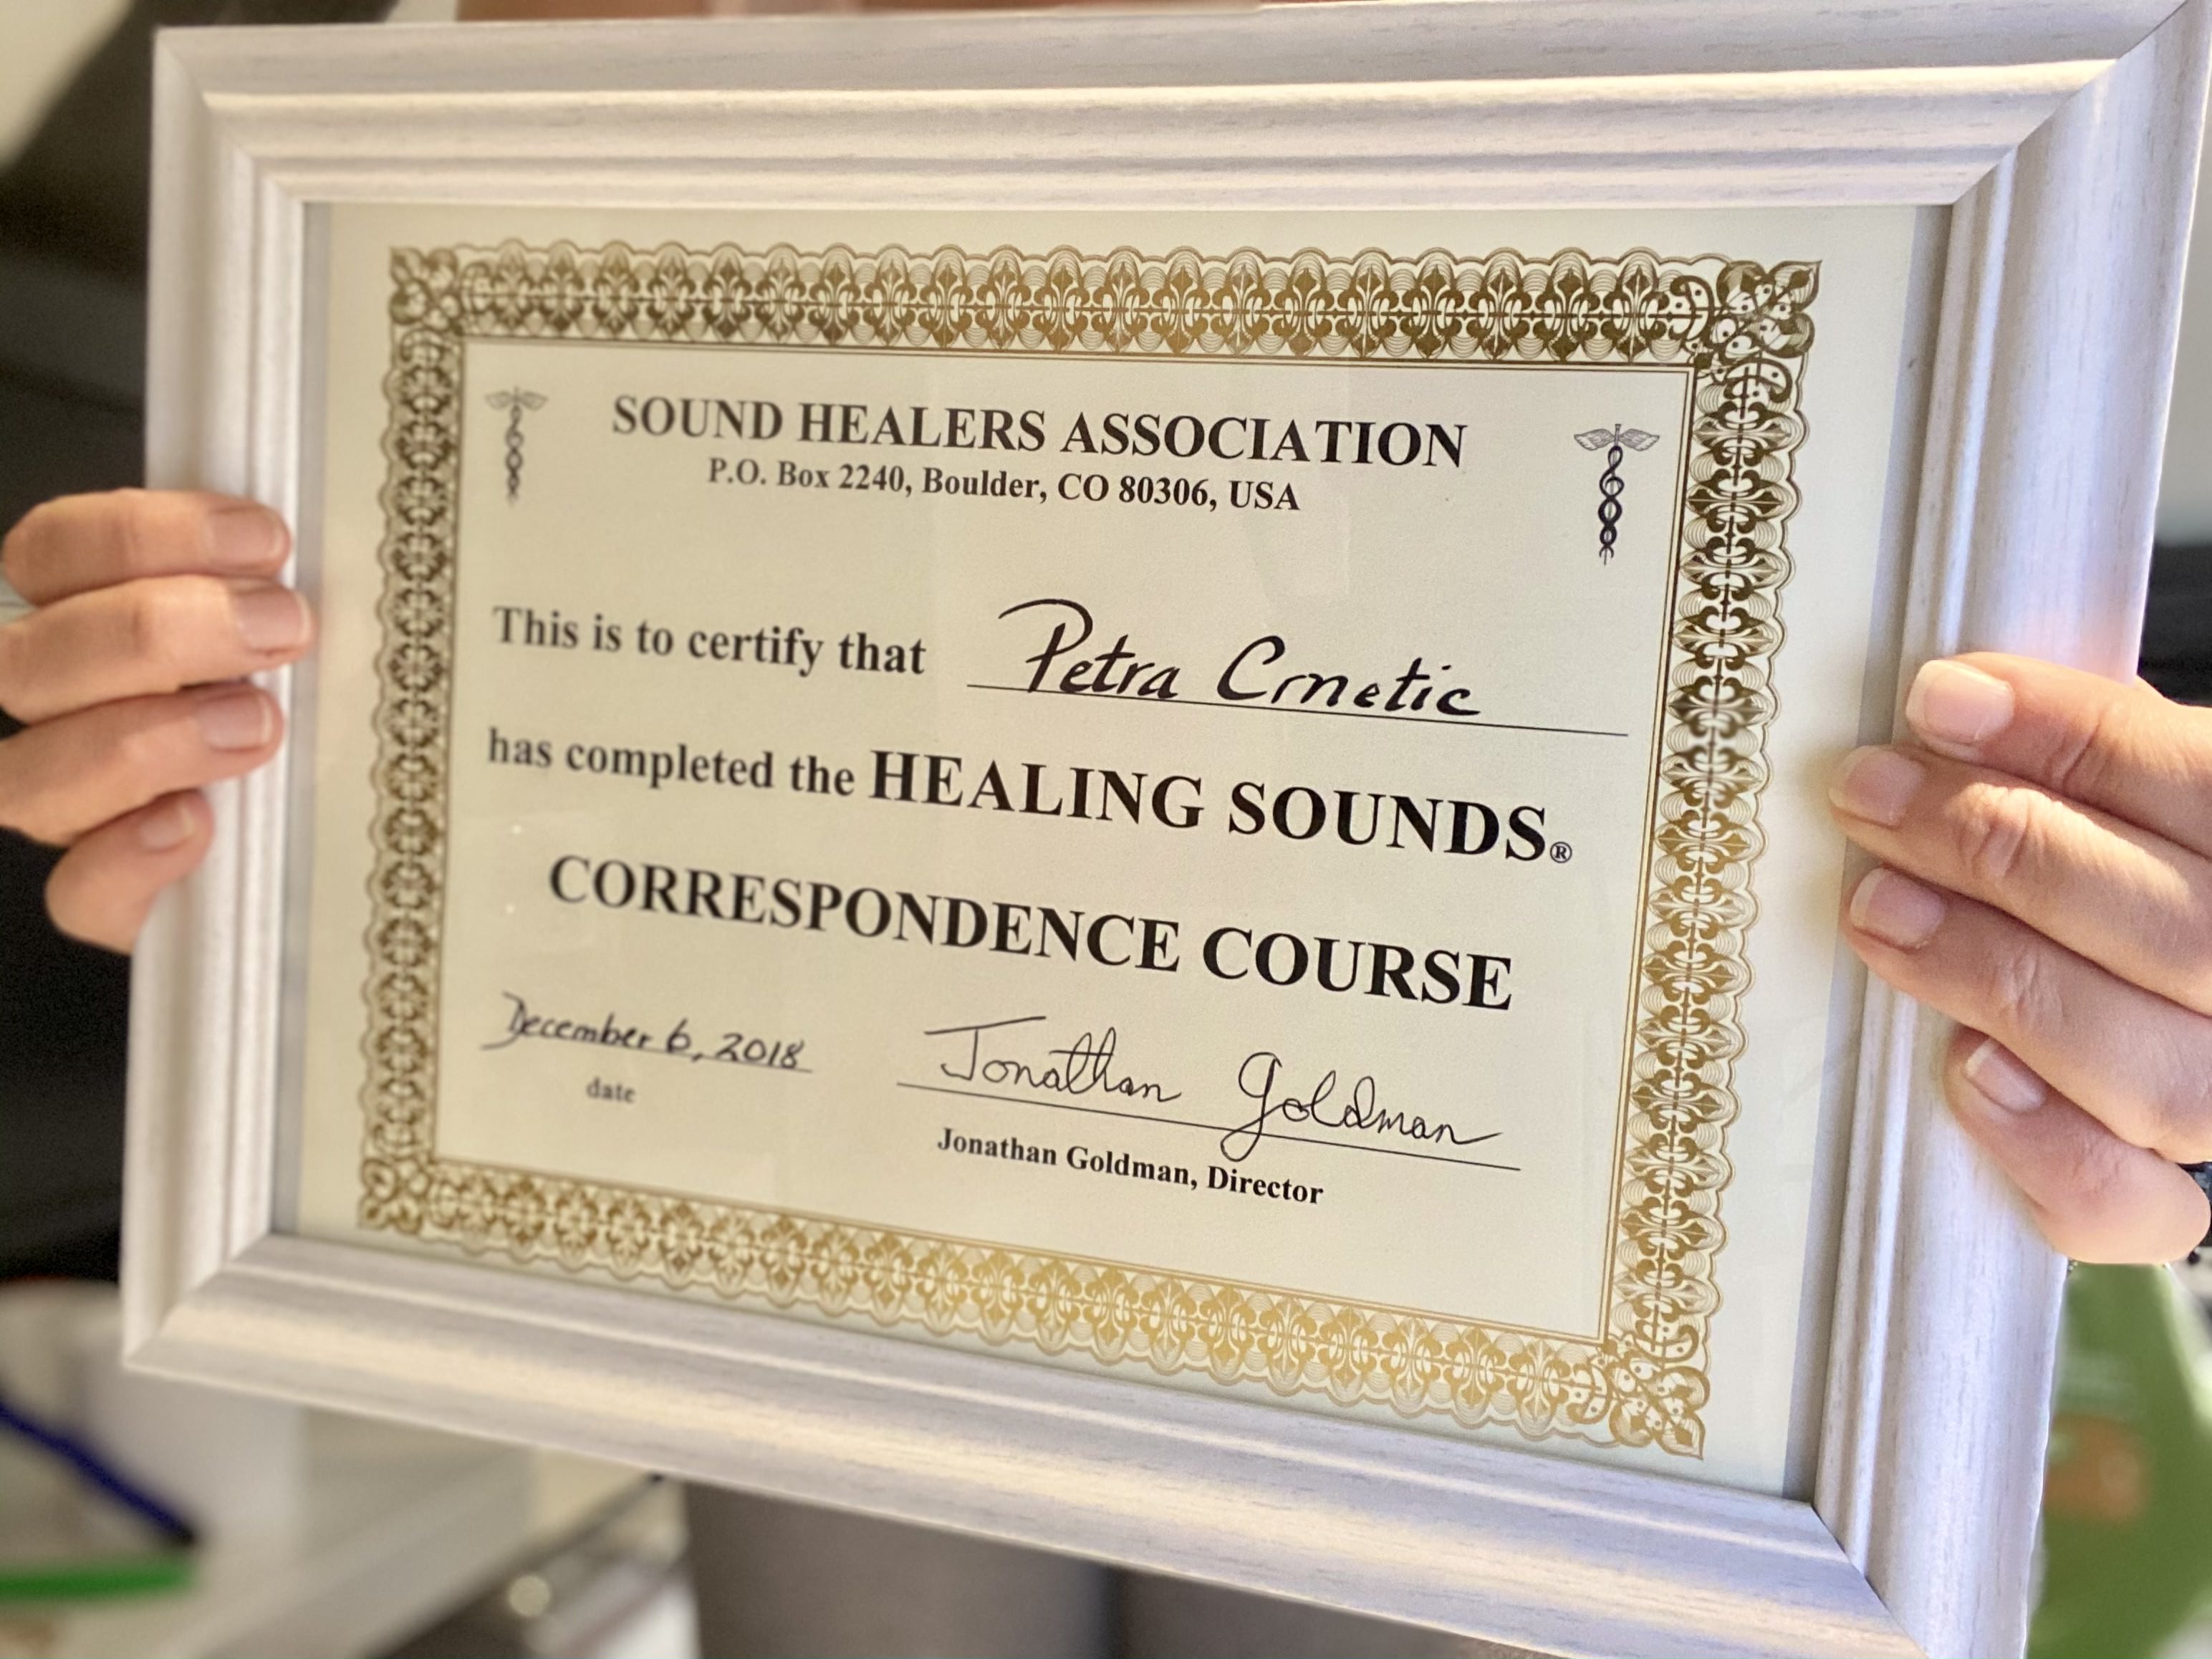 SOUND HEALERS ASSOCIATION
P.O. Box 2240, Boulder, CO 80306, USA
This is to certify that Petra Crnetic
has completed the HEALING SOUNDS®
CORRESPONDENCE COURSE
December 6, 2018
date
Jonathan Goldman
Jonathan Goldman, Director